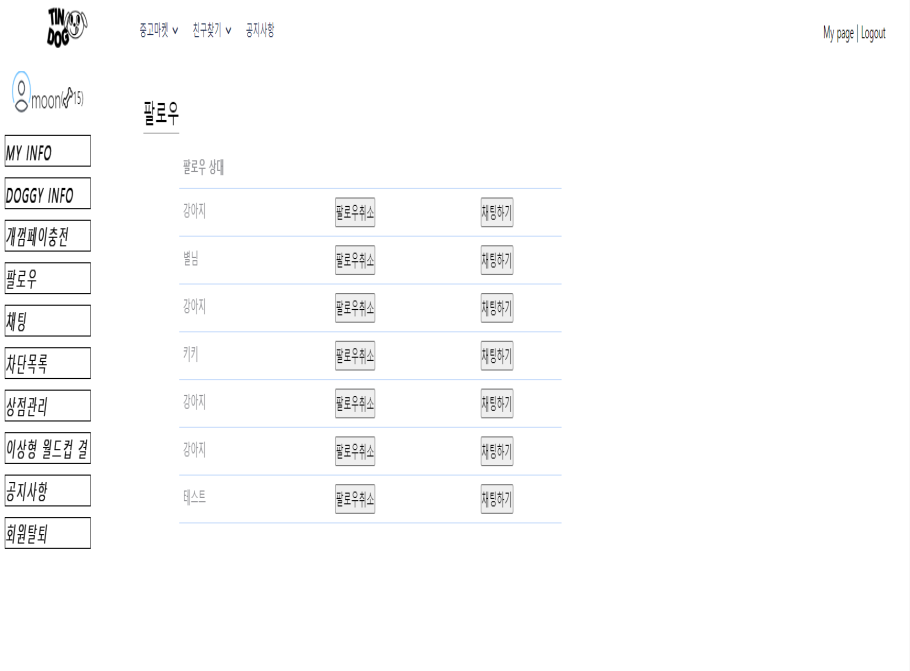 TIN DOG
중고마켓 친구찾기 공지사항
My page | Logout
moon(15)
MY INFO
DOGGY INFO
개껌페이충전
팔로우
채팅
차단목록
상점관리
이상형 월드컵 결
공지사항
회원탈퇴
팔로우
팔로우 상대
강아지 팔로우취소 채팅하기
별님 팔로우취소 채팅하기
강아지 팔로우취소 채팅하기
키키 팔로우취소 채팅하기
강아지 팔로우취소 채팅하기
강아지 팔로우취소 채팅하기
테스트 팔로우취소 채팅하기